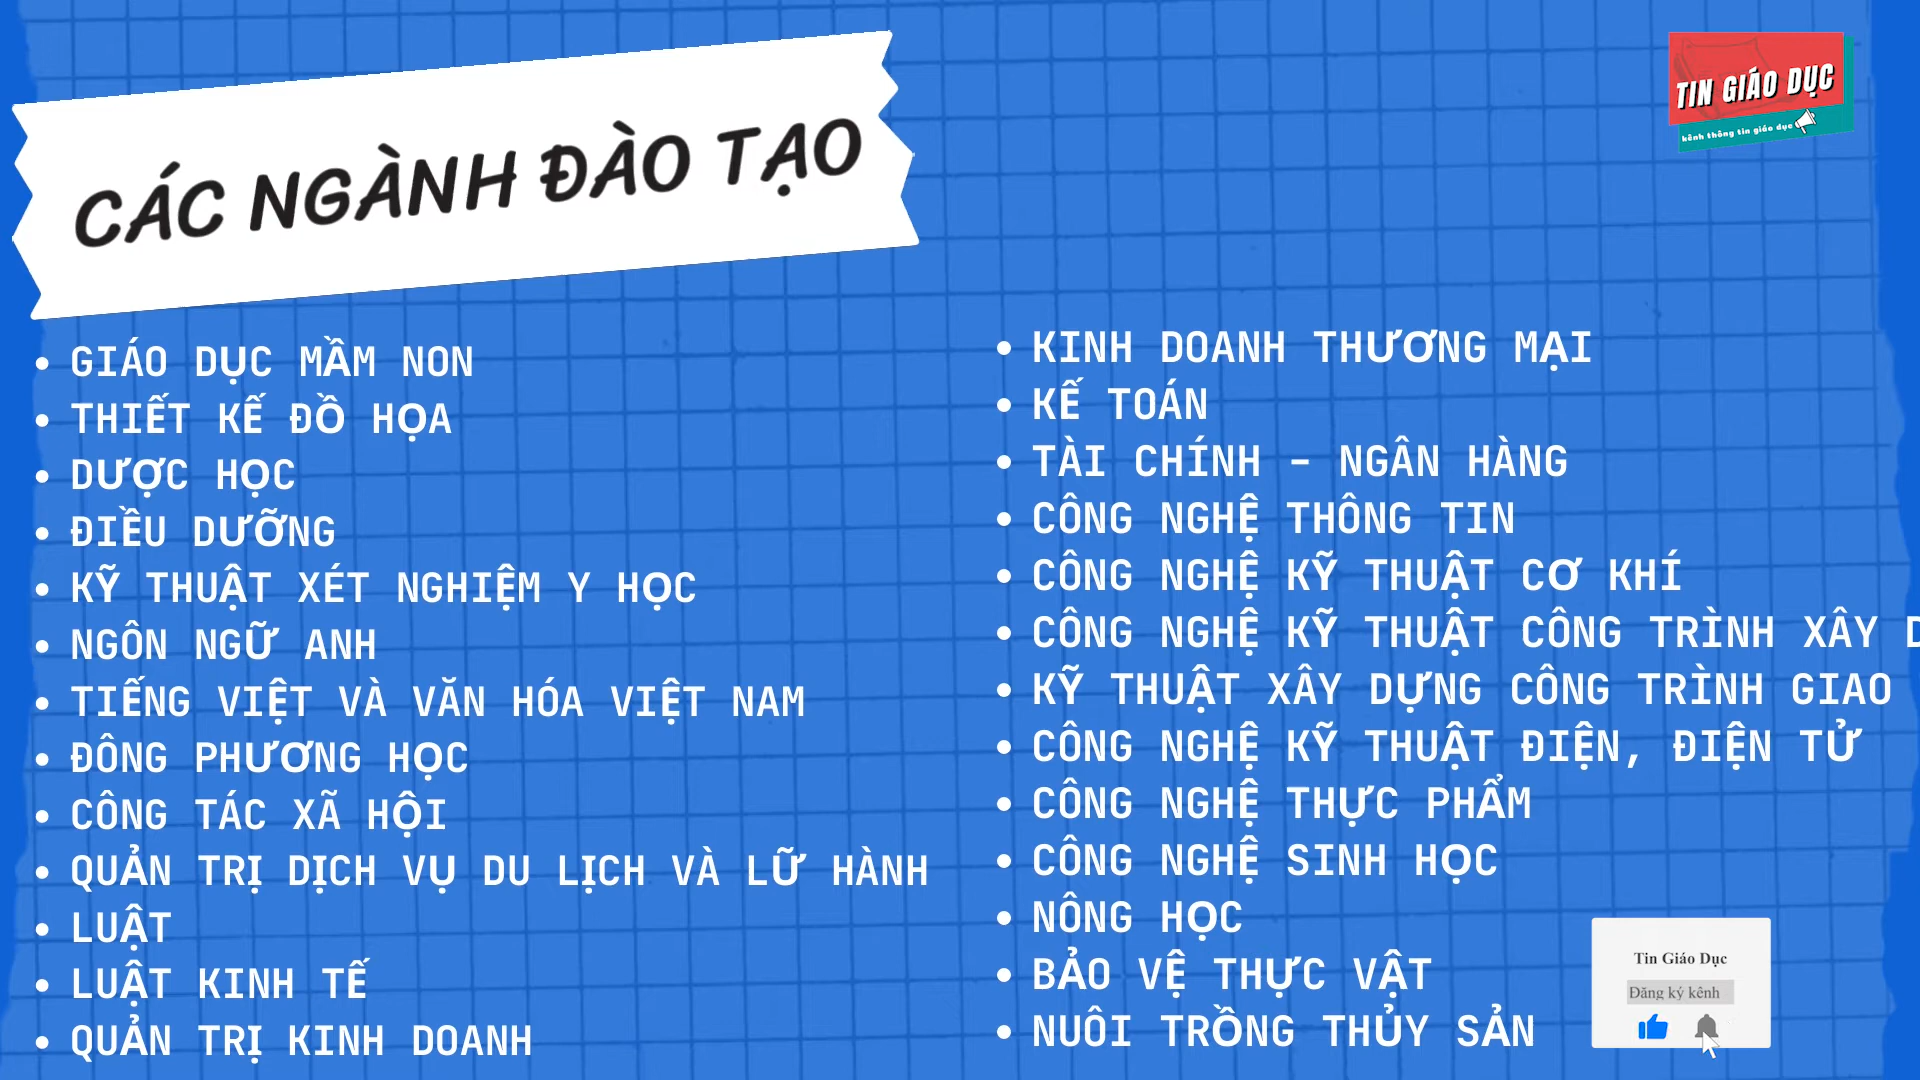 CÁC NGÀNH ĐÀO TẠO
TIN GIÁO DỤC
kênh thông tin giáo dục
• GIÁO DỤC MẦM NON
• THIẾT KẾ ĐỒ HỌA
• DƯỢC HỌC
• ĐIỀU DƯỠNG
• KỸ THUẬT XÉT NGHIỆM Y HỌC
• NGÔN NGỮ ANH
• TIẾNG VIỆT VÀ VĂN HÓA VIỆT NAM
• ĐÔNG PHƯƠNG HỌC
• CÔNG TÁC XÃ HỘI
• QUẢN TRỊ DỊCH VỤ DU LỊCH VÀ LỮ HÀNH
• LUẬT
• LUẬT KINH TẾ
• QUẢN TRỊ KINH DOANH
• KINH DOANH THƯƠNG MẠI
• KẾ TOÁN
• TÀI CHÍNH – NGÂN HÀNG
• CÔNG NGHỆ THÔNG TIN
• CÔNG NGHỆ KỸ THUẬT CƠ KHÍ
• CÔNG NGHỆ KỸ THUẬT CÔNG TRÌNH XÂY
• KỸ THUẬT XÂY DỰNG CÔNG TRÌNH GIAO
• CÔNG NGHỆ KỸ THUẬT ĐIỆN, ĐIỆN TỬ
• CÔNG NGHỆ THỰC PHẨM
• CÔNG NGHỆ SINH HỌC
• NÔNG HỌC
• BẢO VỆ THỰC VẬT
• NUÔI TRỒNG THỦY SẢN
Tin Giáo Dục
Đăng ký kênh